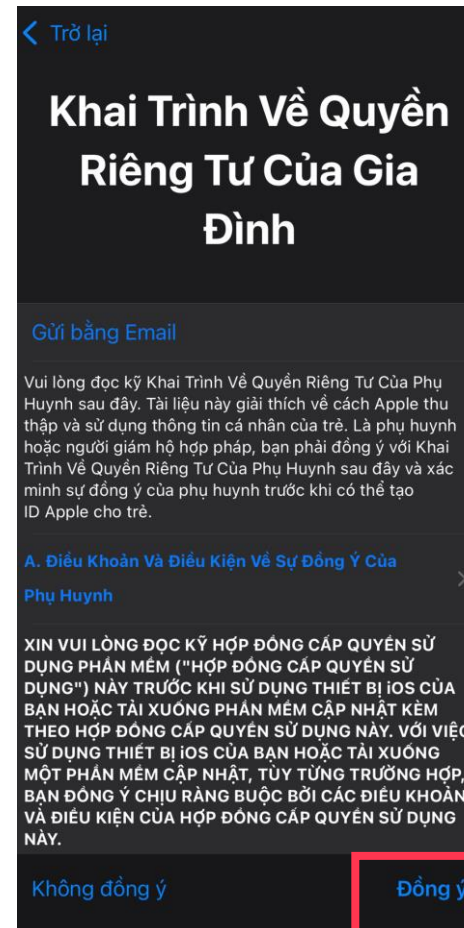 Trở lại
Khai Trình Về Quyền
Riêng Tư Của Gia
Đình
Gửi bằng Email
Vui lòng đọc kỹ Khai Trình Về Quyền Riêng Tư Của Phụ
Huynh sau đây. Tài liệu này giải thích về cách Apple thu
thập và sử dụng thông tin cá nhân của trẻ. Là phụ huynh
hoặc người giám hộ hợp pháp, bạn phải đồng ý với Khai
Trình Về Quyền Riêng Tư Của Phụ Huynh sau đây và xác
minh sự đồng ý của phụ huynh trước khi có thể tạo
ID Apple cho trẻ.
A. Điều Khoản Và Điều Kiện Về Sự Đồng Ý Của
Phụ Huynh
XIN VUI LÒNG ĐỌC KỸ HỢP ĐỒNG CẤP QUYỀN SỬ
DỤNG PHẦN MỀM ("HỢP ĐỒNG CẤP QUYỀN SỬ
DỤNG") NÀY TRƯỚC KHI SỬ DỤNG THIẾT BỊ iOS CỦA
BẠN HOẶC TẢI XUỐNG PHẦN MỀM CẬP NHẬT KÈM
THEO HỢP ĐỒNG CẤP QUYỀN SỬ DỤNG NÀY. VỚI VIỆC
SỬ DỤNG THIẾT BỊ iOS CỦA BẠN HOẶC TẢI XUỐNG
MỘT PHẦN MỀM CẬP NHẬT, TÙY TỪNG TRƯỜNG HỢP,
BẠN ĐỒNG Ý CHỊU RÀNG BUỘC BỞI CÁC ĐIỀU KHOẢN
VÀ ĐIỀU KIỆN CỦA HỢP ĐỒNG CẤP QUYỀN SỬ DỤNG
NÀY.
Không đồng ý
Đồng ý